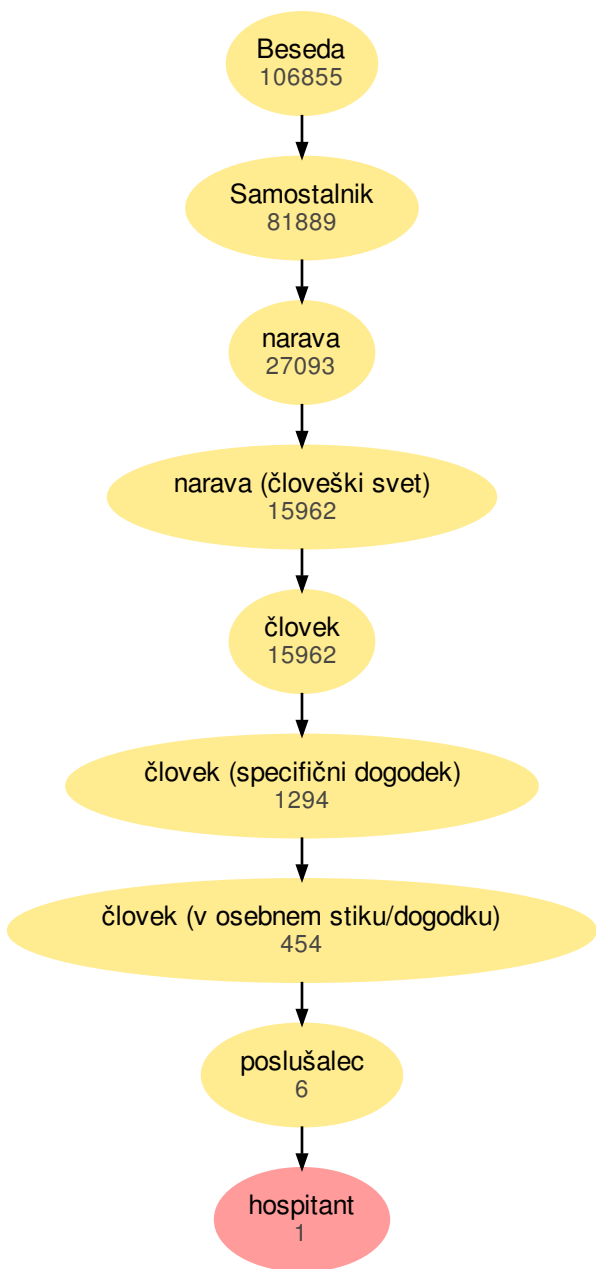 Beseda
106855
Samostalnik
81889
narava
27093
narava (človeški svet)
15962
človek
15962
človek (specifični dogodek)
1294
človek (v osebnem stiku/dogodku)
454
poslušalec
6
hospitant
1